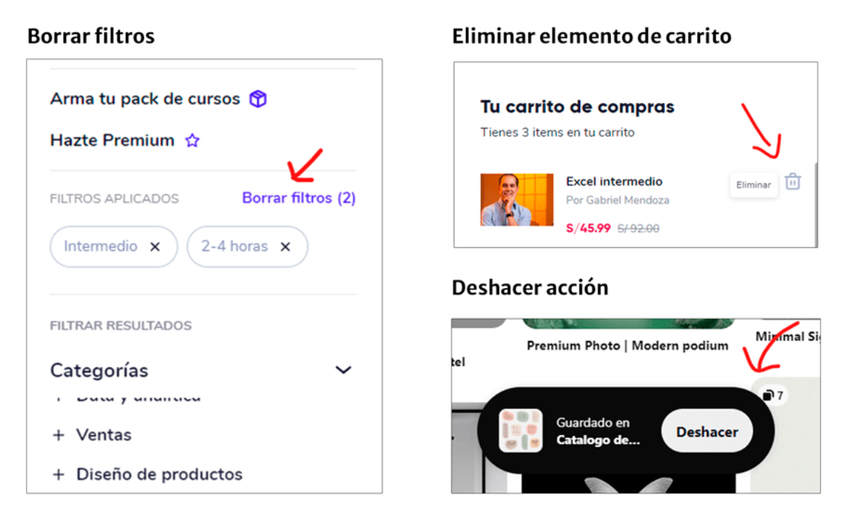 Borrar filtros
Arma tu pack de cursos
Hazte Premium
FILTROS APLICADOS Borrar filtros (2)
Intermedio × 2-4 horas ×
FILTRAR RESULTADOS
Categorías
+ Data y analítica
+ Ventas
+ Diseño de productos
Eliminar elemento de carrito
Tu carrito de compras
Tienes 3 items en tu carrito
Excel intermedio
Eliminar
Por Gabriel Mendoza
S/45.99 S/92.00
Deshacer acción
Premium Photo | Modern podium
Minimal Si
tel
7
Guardado en
Catalogo de...
Deshacer